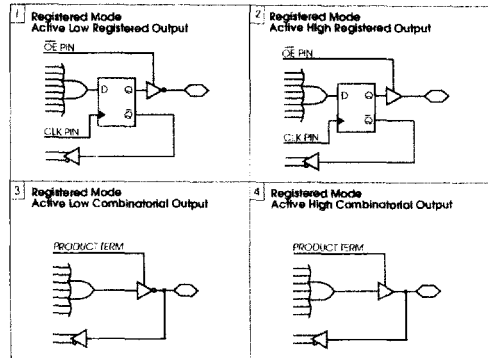 1 Registered Mode
Active Low Registered Output
OE PIN
D Q
Q
CLK PIN
2 Registered Mode
Active High Registered Output
OE PIN
D Q
Q
CLK PIN
3 Registered Mode
Active Low Combinatorial Output
PRODUCT TERM
4 Registered Mode
Active High Combinatorial Output
PRODUCT TERM